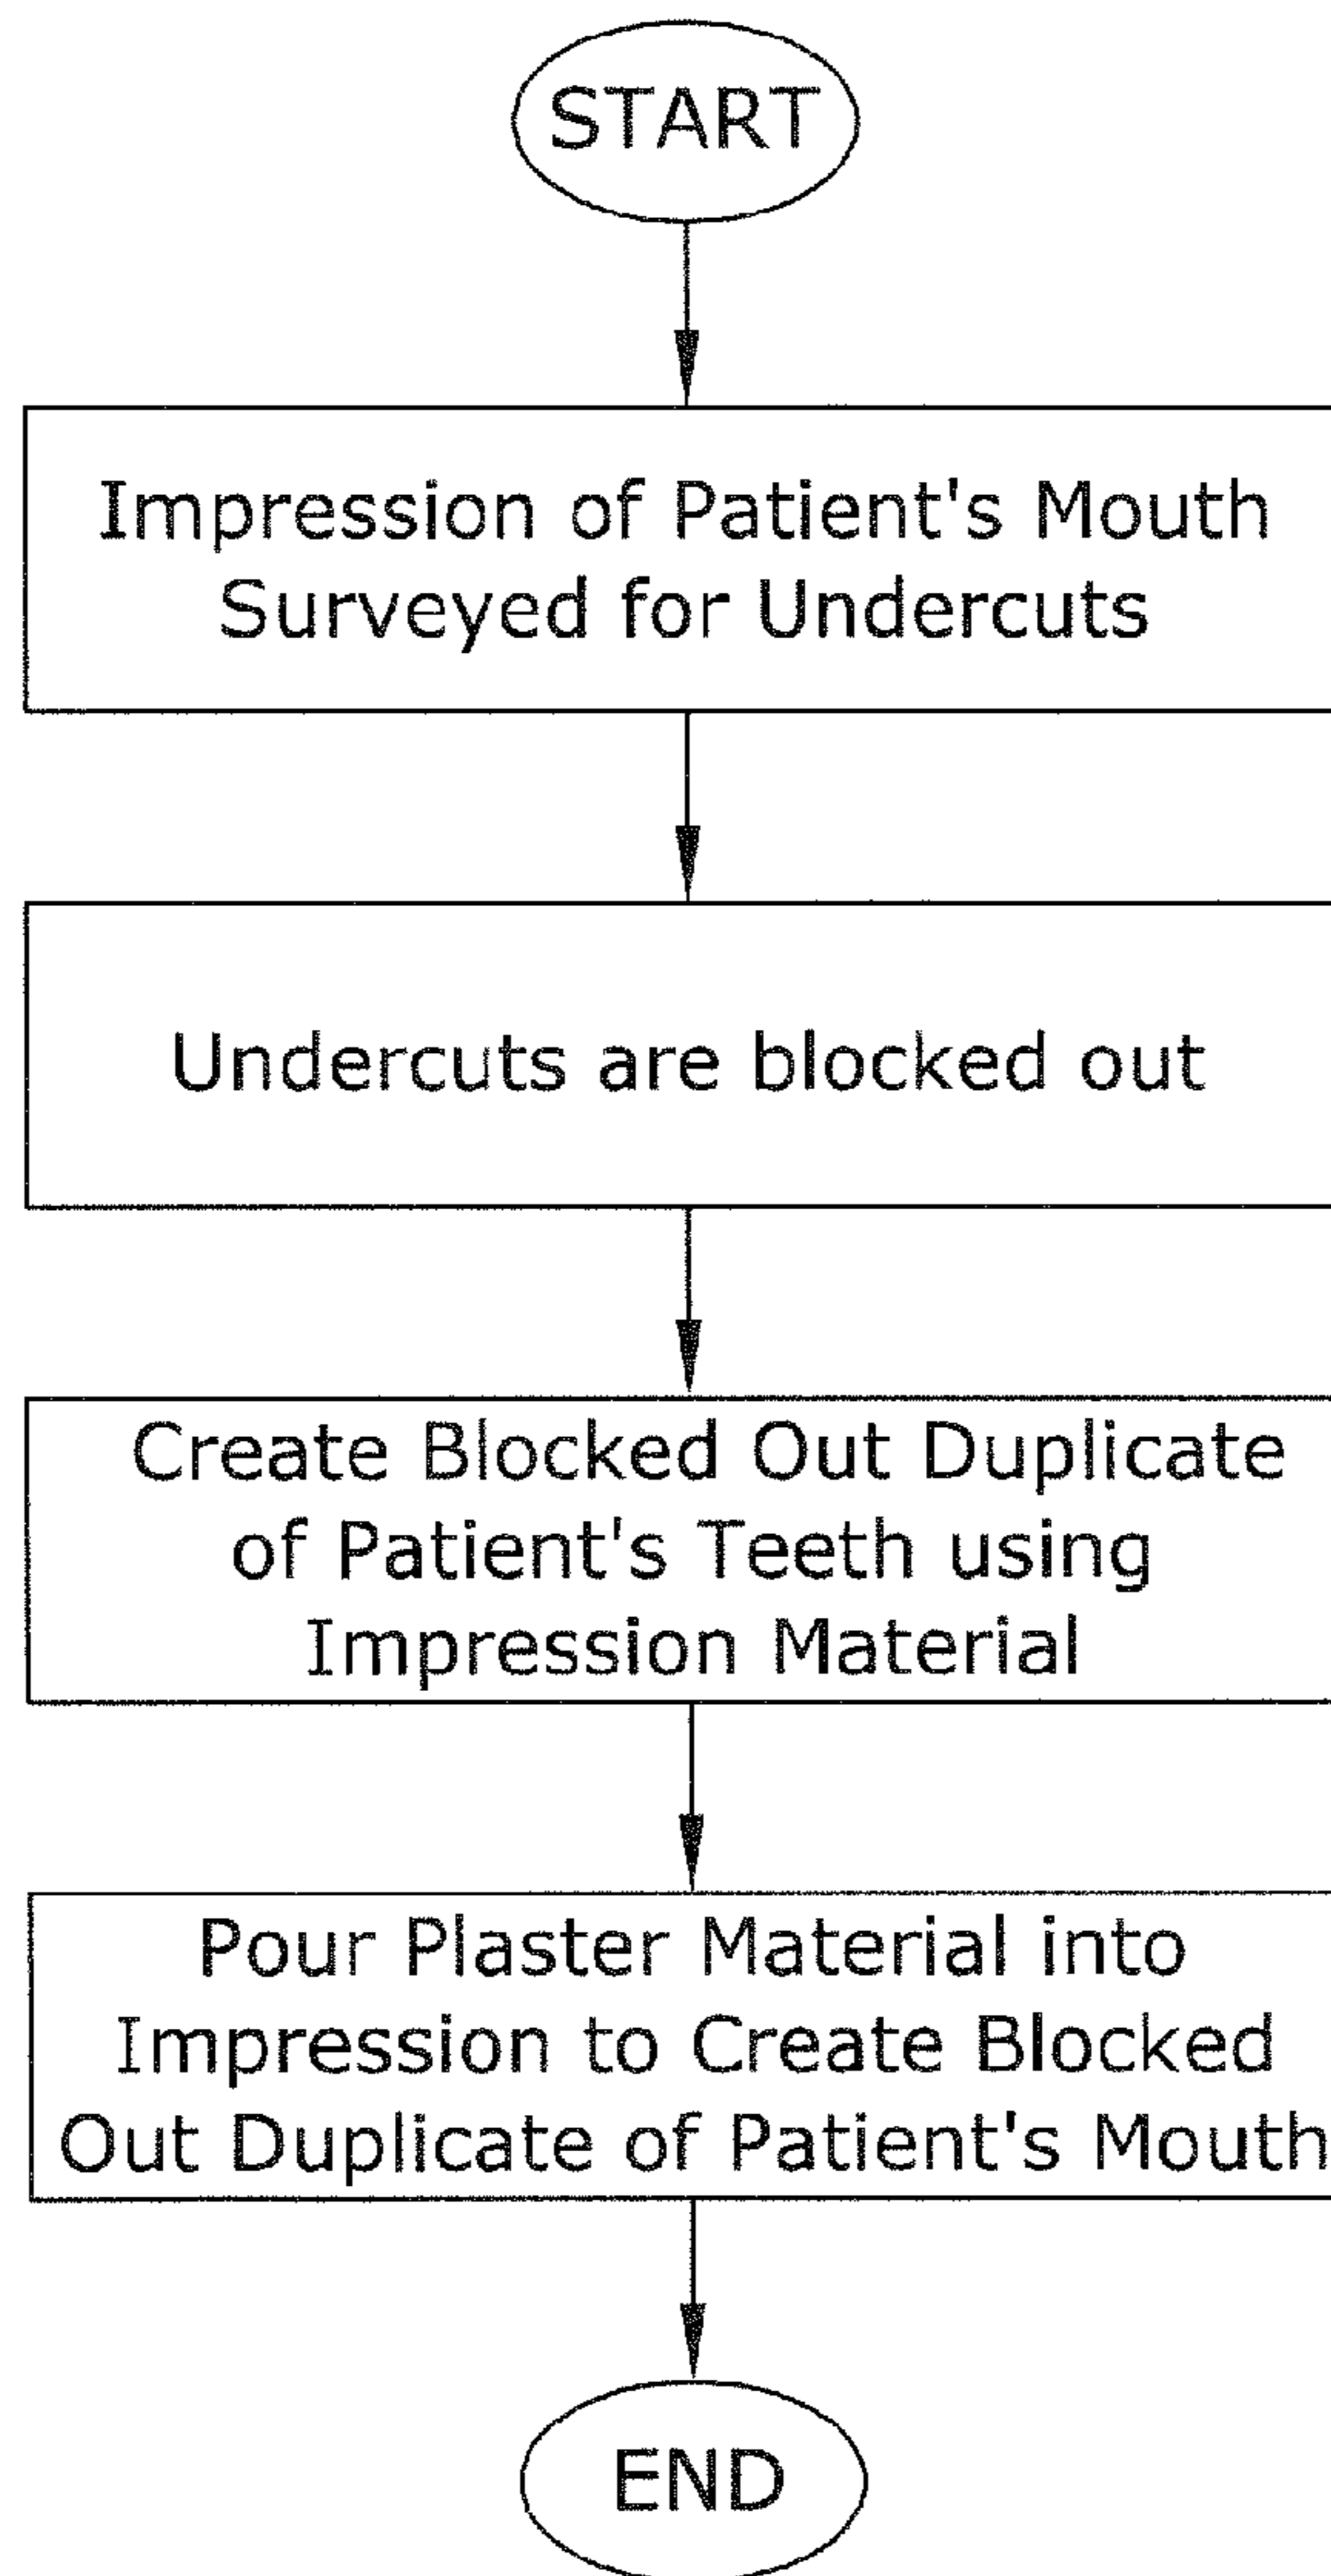 START
Impression of Patient's Mouth
Surveyed for Undercuts
Undercuts are blocked out
Create Blocked Out Duplicate
of Patient's Teeth using
Impression Material
Pour Plaster Material into
Impression to Create Blocked
Out Duplicate of Patient's Mouth
END